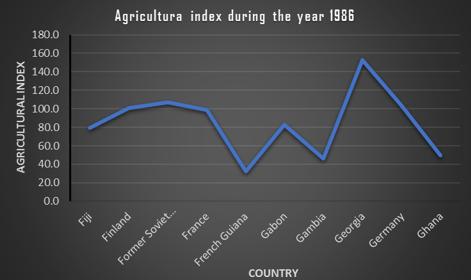 Agricultura index during the year 1986
180.0
160.0
140.0
120.0
100.0
80.0
60.0
40.0
20.0
0.0
AGRICULTURAL INDEX
Fiji
Finland
Former Soviet...
France
French Guiana
Gabon
Gambia
Georgia
Germany
Ghana
COUNTRY